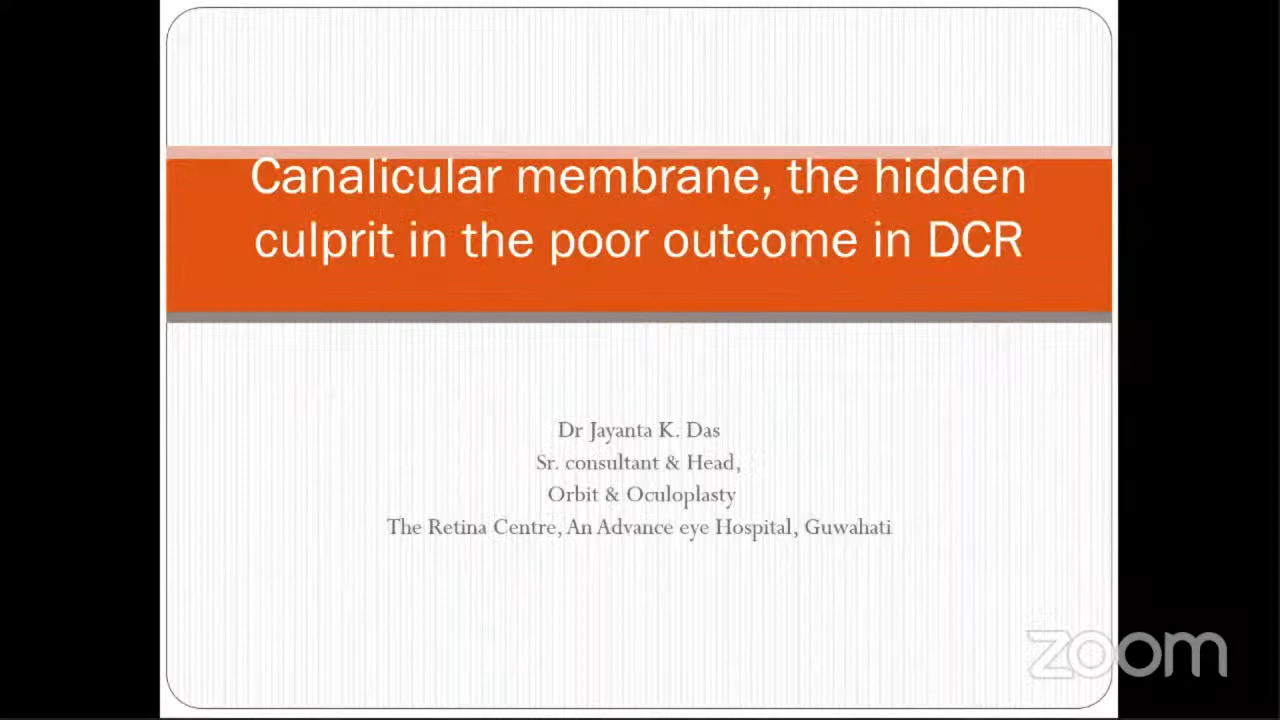 Canalicular membrane, the hidden
culprit in the poor outcome in DCR
Dr Jayanta K. Das
Sr. consultant & Head,
Orbit & Oculoplasty
The Retina Centre, An Advance eye Hospital, Guwahati
zoom